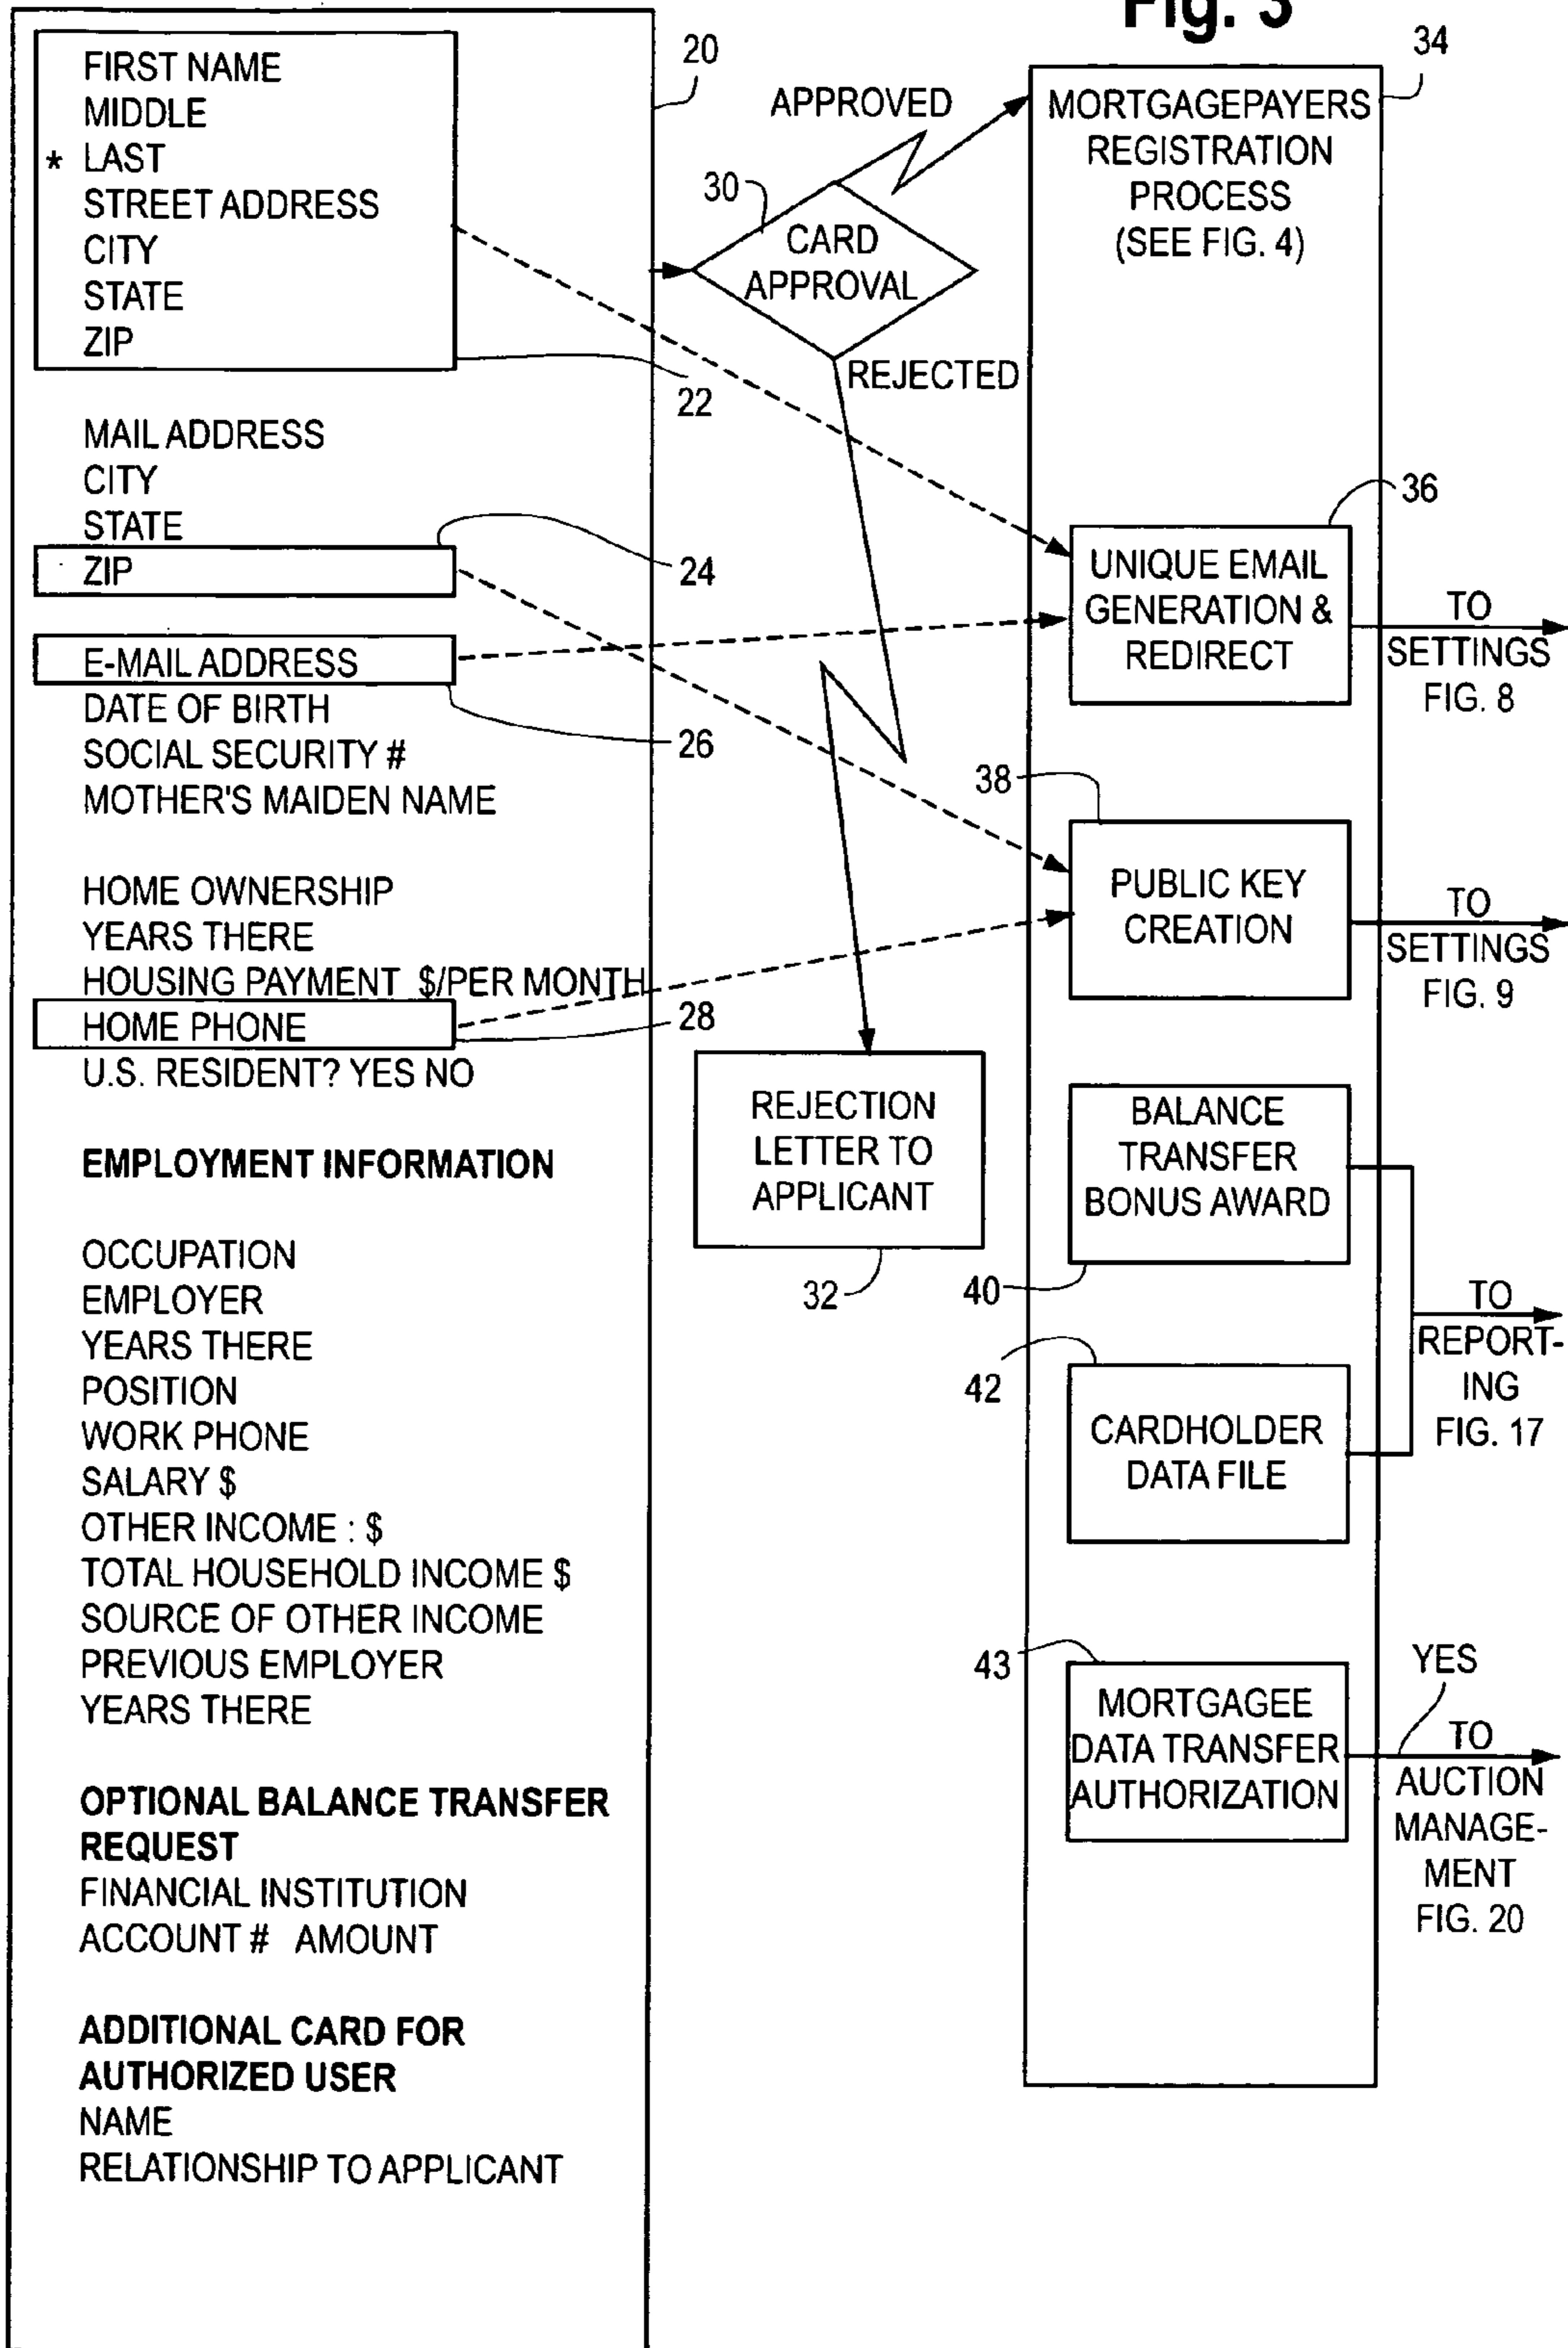 Fig. 3
FIRST NAME
MIDDLE
* LAST
STREET ADDRESS
CITY
STATE
ZIP
22
MAIL ADDRESS
CITY
STATE
ZIP
24
E-MAIL ADDRESS
DATE OF BIRTH
SOCIAL SECURITY #
26
MOTHER'S MAIDEN NAME
HOME OWNERSHIP
YEARS THERE
HOUSING PAYMENT $/PER MONTH
HOME PHONE
28
U.S. RESIDENT? YES NO
EMPLOYMENT INFORMATION
OCCUPATION
EMPLOYER
YEARS THERE
POSITION
WORK PHONE
SALARY $
OTHER INCOME : $
TOTAL HOUSEHOLD INCOME $
SOURCE OF OTHER INCOME
PREVIOUS EMPLOYER
YEARS THERE
OPTIONAL BALANCE TRANSFER
REQUEST
FINANCIAL INSTITUTION
ACCOUNT # AMOUNT
ADDITIONAL CARD FOR
AUTHORIZED USER
NAME
RELATIONSHIP TO APPLICANT
20
APPROVED
30
CARD
APPROVAL
REJECTED
REJECTION
LETTER TO
APPLICANT
32
34
MORTGAGEPAYERS
REGISTRATION
PROCESS
(SEE FIG. 4)
36
UNIQUE EMAIL
GENERATION &
REDIRECT
TO
SETTINGS
FIG. 8
38
PUBLIC KEY
CREATION
TO
SETTINGS
FIG. 9
BALANCE
TRANSFER
BONUS AWARD
40
42
CARDHOLDER
DATA FILE
TO
REPORT-
ING
FIG. 17
43
MORTGAGEE
DATA TRANSFER
AUTHORIZATION
YES
TO
AUCTION
MANAGE-
MENT
FIG. 20